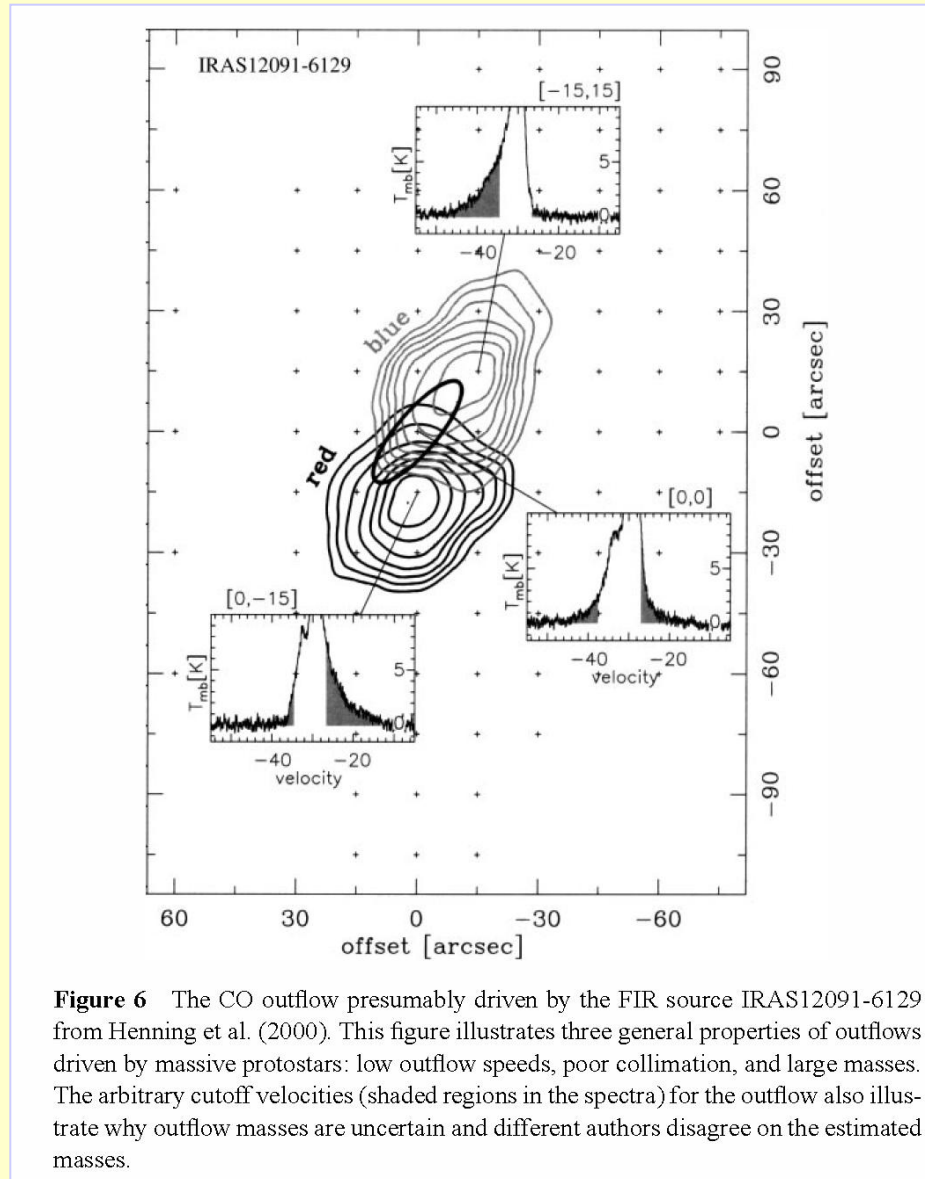 IRAS12091-6129
90
[-15,15]
T_mb[K]
5
0
-40
-20
60
30
blue
0
offset [arcsec]
red
[0,0]
T_mb[K]
5
0
-40
-20
velocity
-30
[0,-15]
T_mb[K]
5
0
-40
-20
velocity
-60
-90
60
30
0
-30
-60
offset [arcsec]
Figure 6 The CO outflow presumably driven by the FIR source IRAS12091-6129
from Henning et al. (2000). This figure illustrates three general properties of outflows
driven by massive protostars: low outflow speeds, poor collimation, and large masses.
The arbitrary cutoff velocities (shaded regions in the spectra) for the outflow also illus-
trate why outflow masses are uncertain and different authors disagree on the estimated
masses.